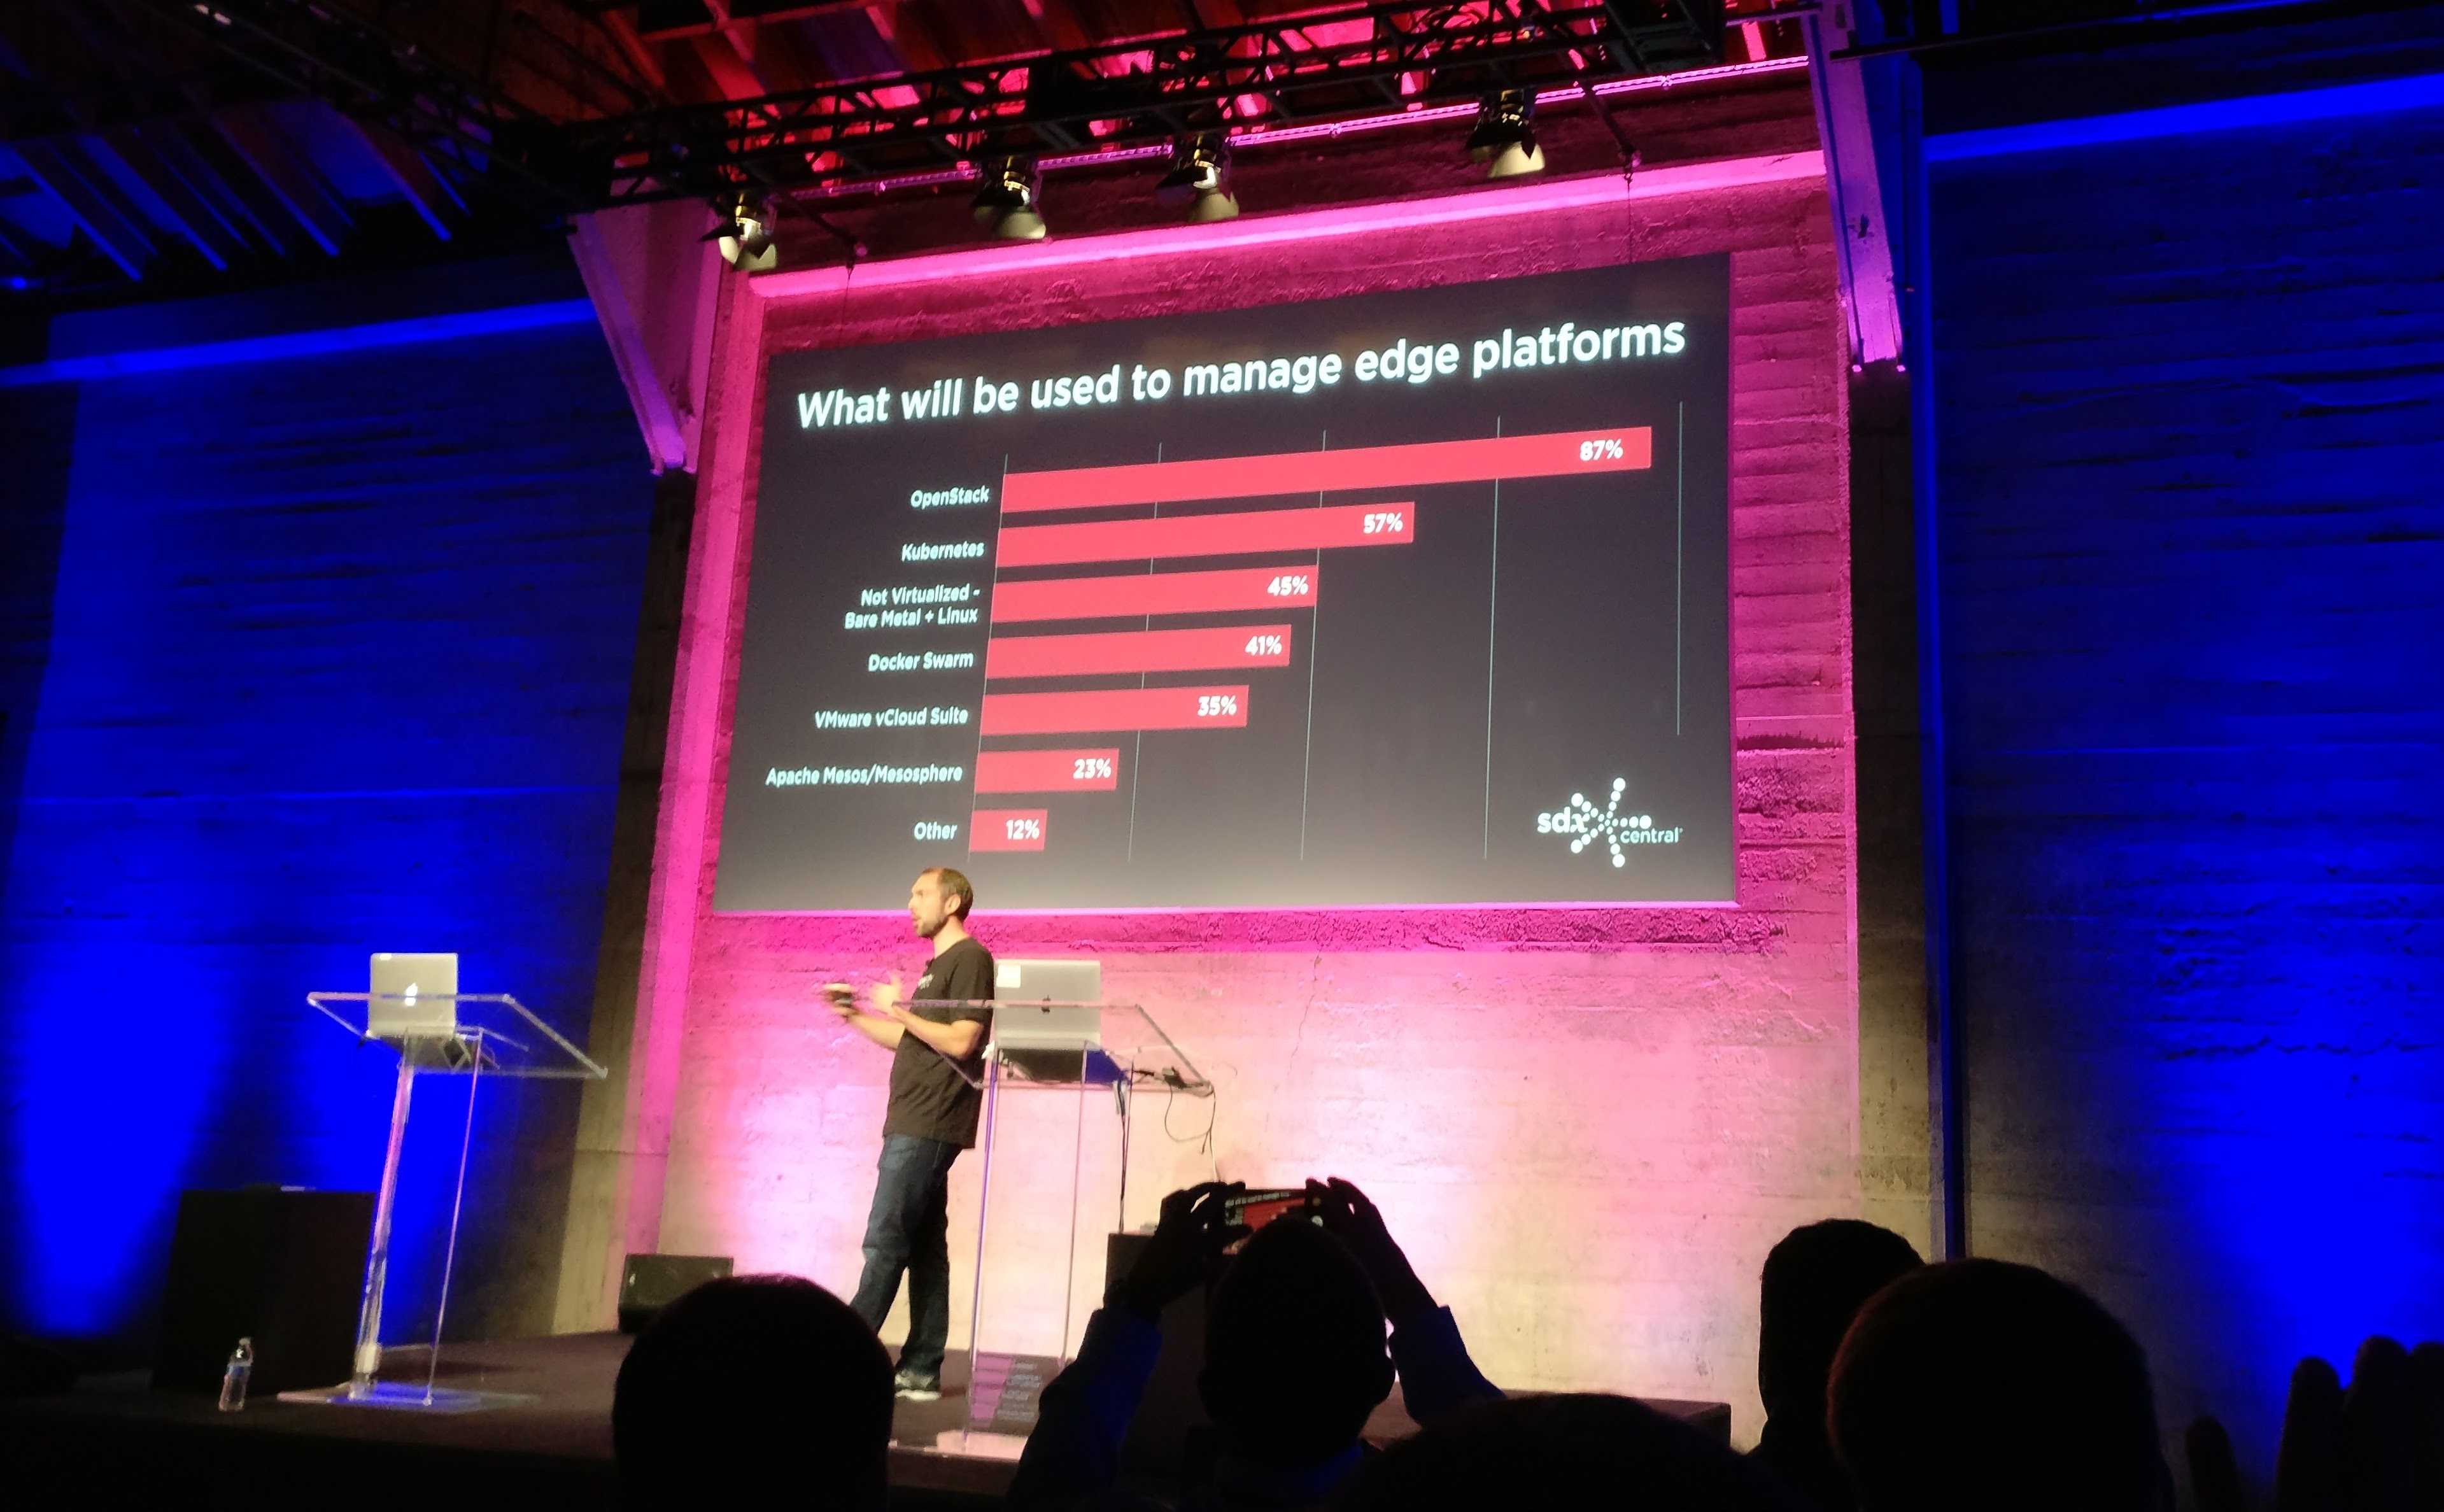 What will be used to manage edge platforms
OpenStack 87%
Kubernetes 57%
Not Virtualized -
Bare Metal + Linux 45%
Docker Swarm 41%
VMware vCloud Suite 35%
Apache Mesos/Mesosphere 23%
Other 12%
sdx
central